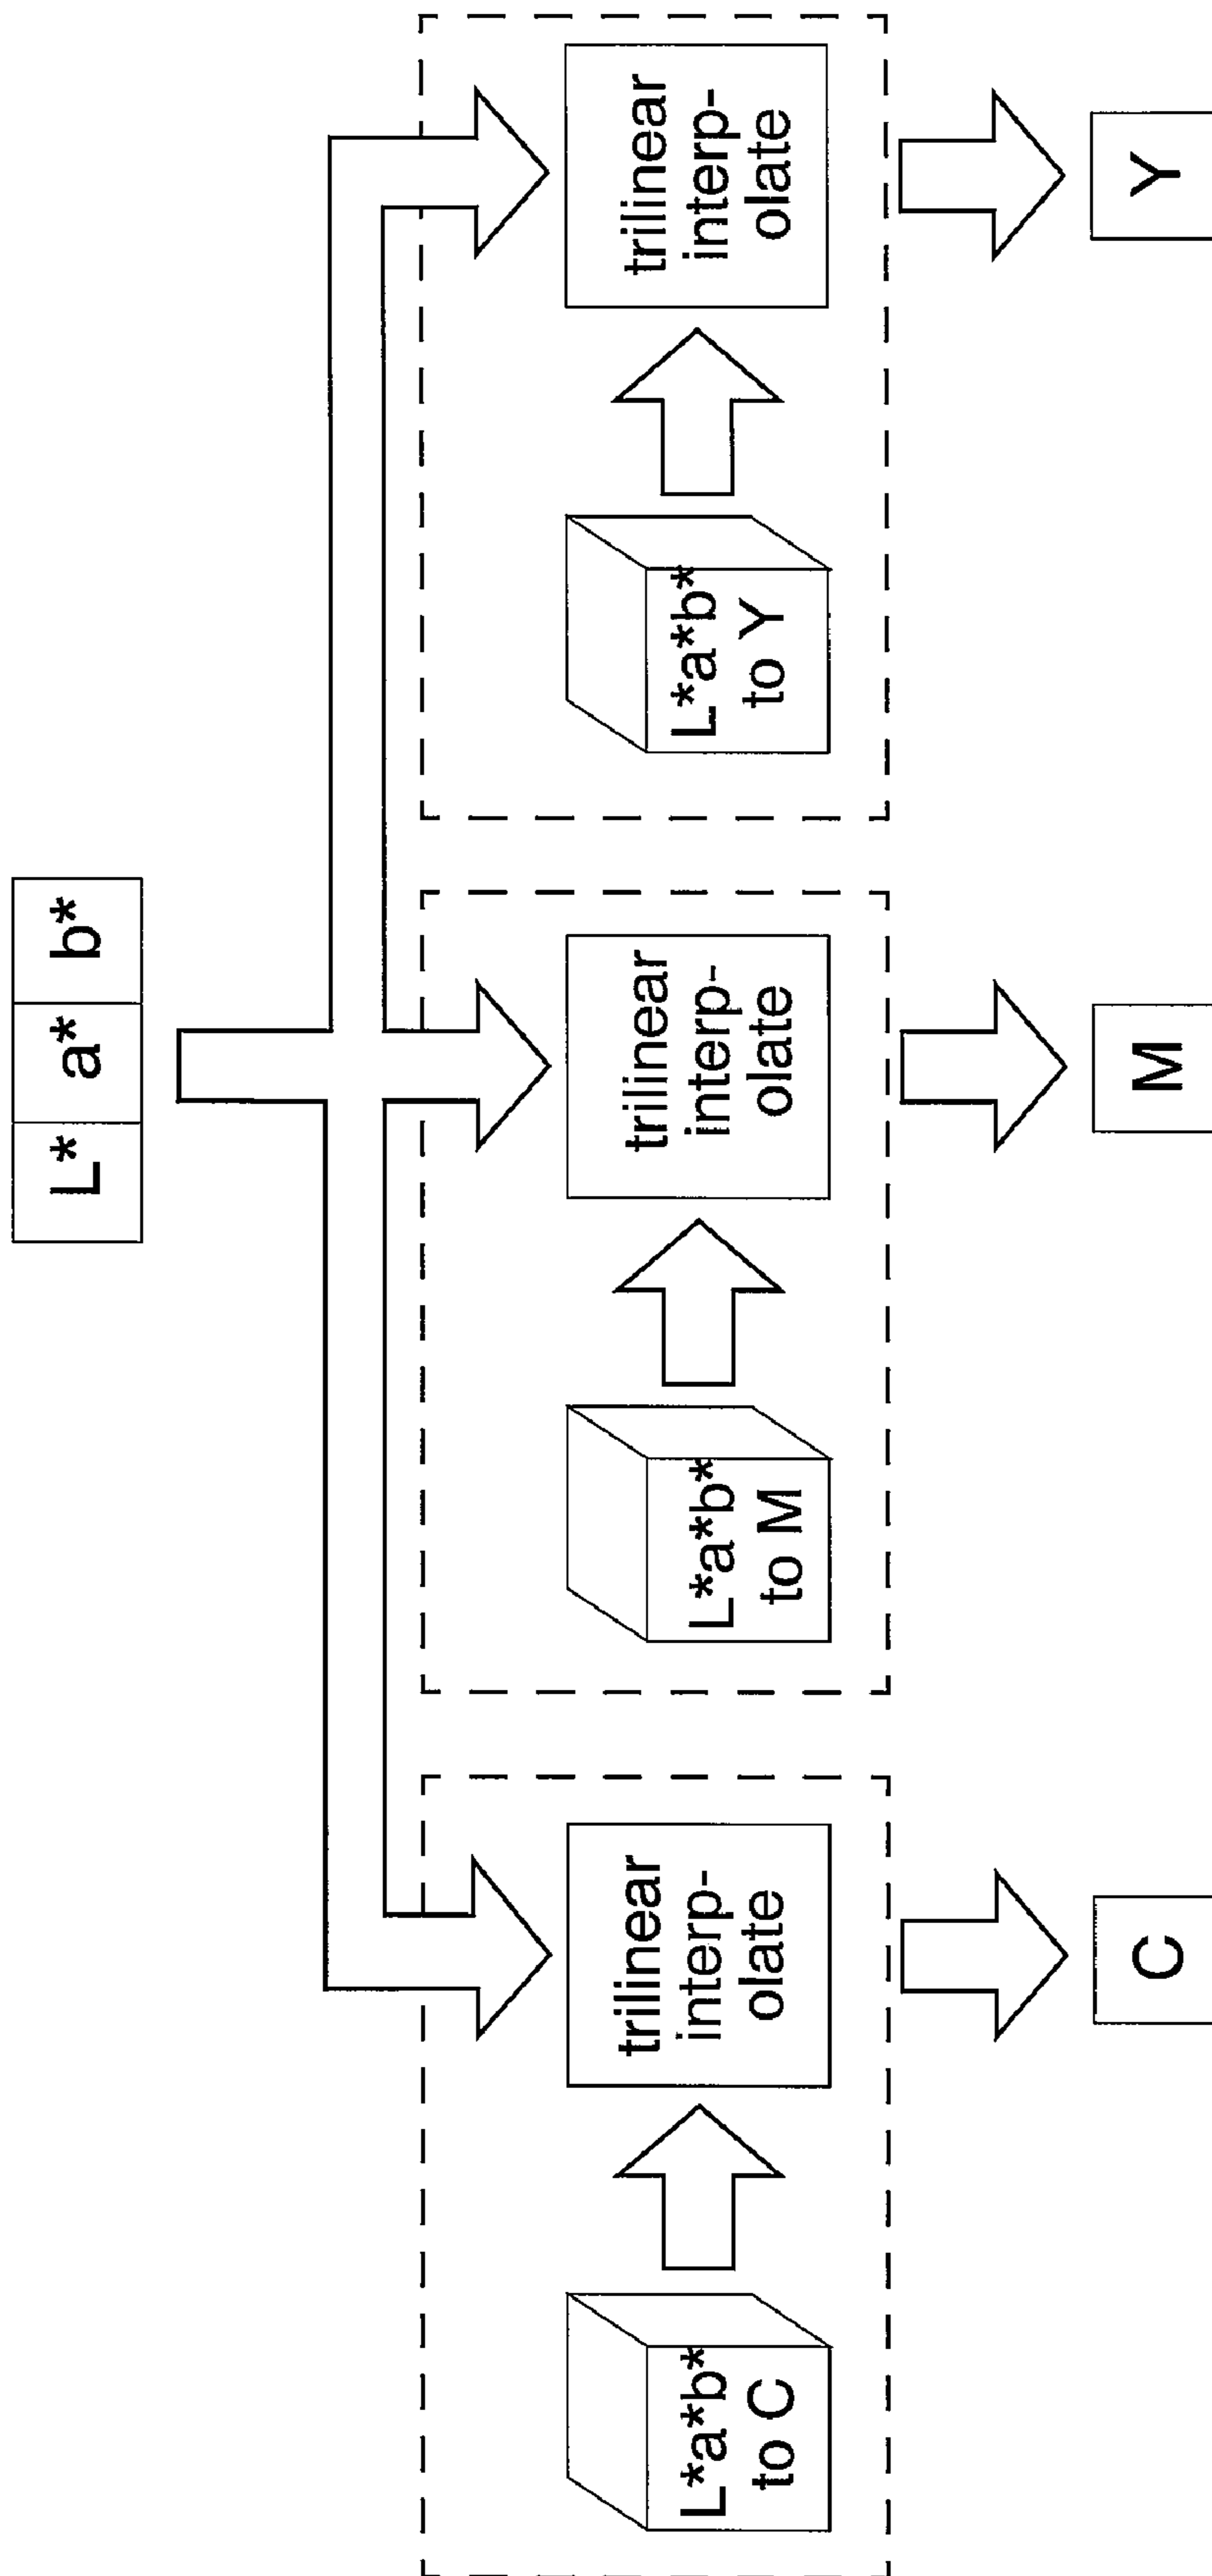 L* a* b*
L*a*b*
to C
trilinear
interp-
olate
L*a*b*
to M
trilinear
interp-
olate
L*a*b*
to Y
trilinear
interp-
olate
C
M
Y